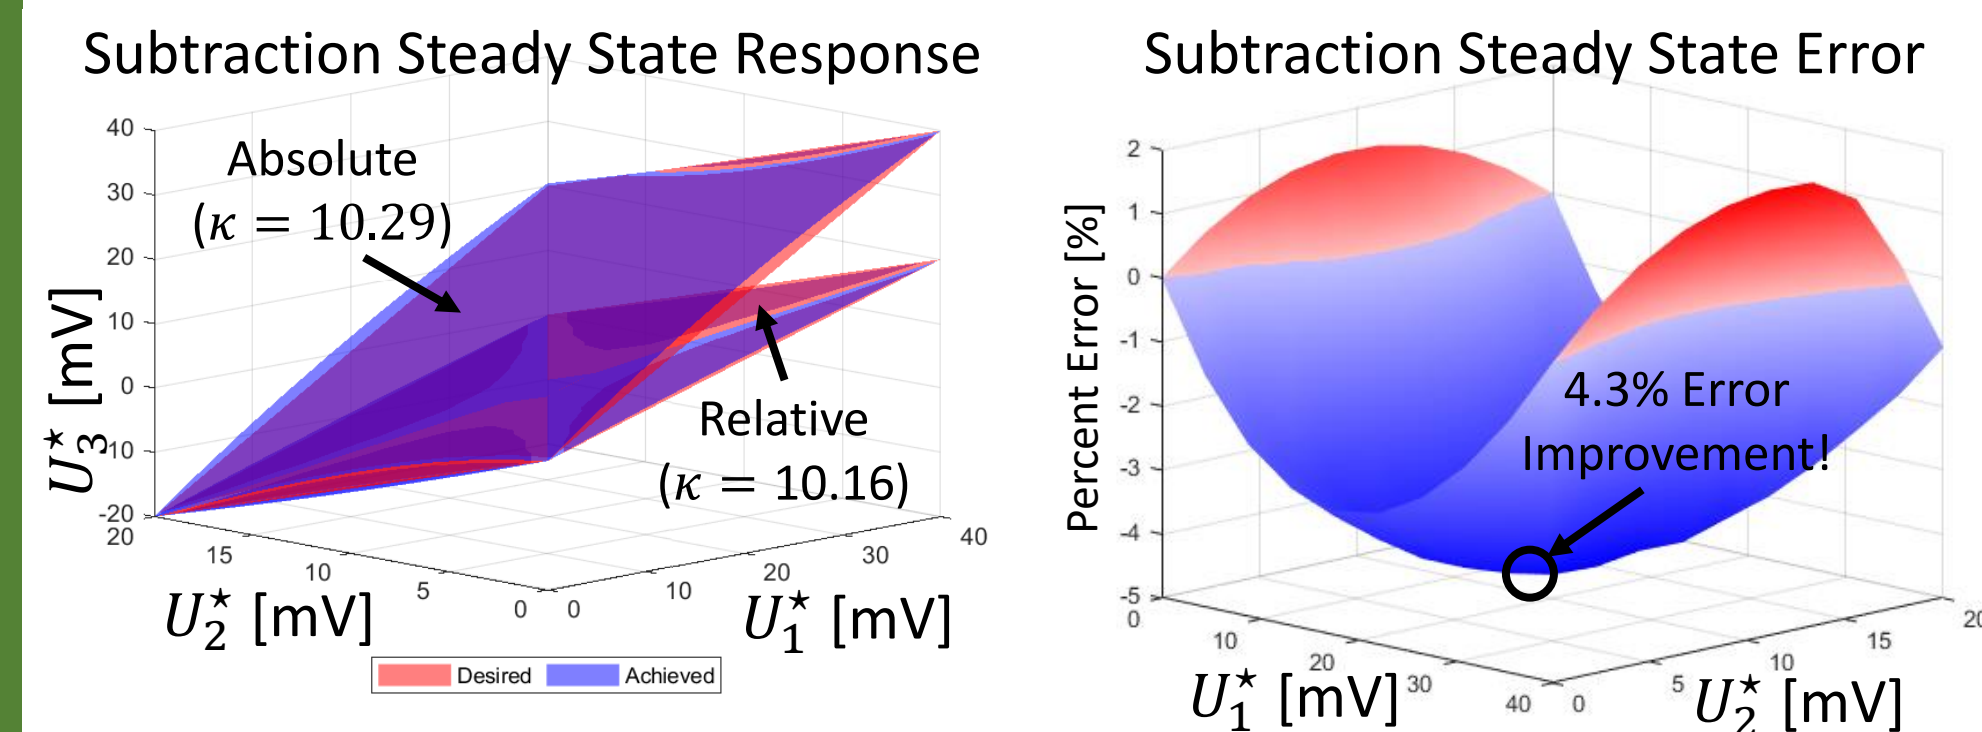 Subtraction Steady State Response
40
30
20
10
0
-10
-20
U₃* [mV]
Absolute
(κ = 10.29)
Relative
(κ = 10.16)
20
15
10
5
0
U₂* [mV]
0
10
20
30
40
U₁* [mV]
Desired
Achieved
Subtraction Steady State Error
2
1
0
-1
-2
-3
-4
-5
Percent Error [%]
4.3% Error
Improvement!
0
10
20
30
40
U₁* [mV]
0
5
10
15
20
U₂* [mV]